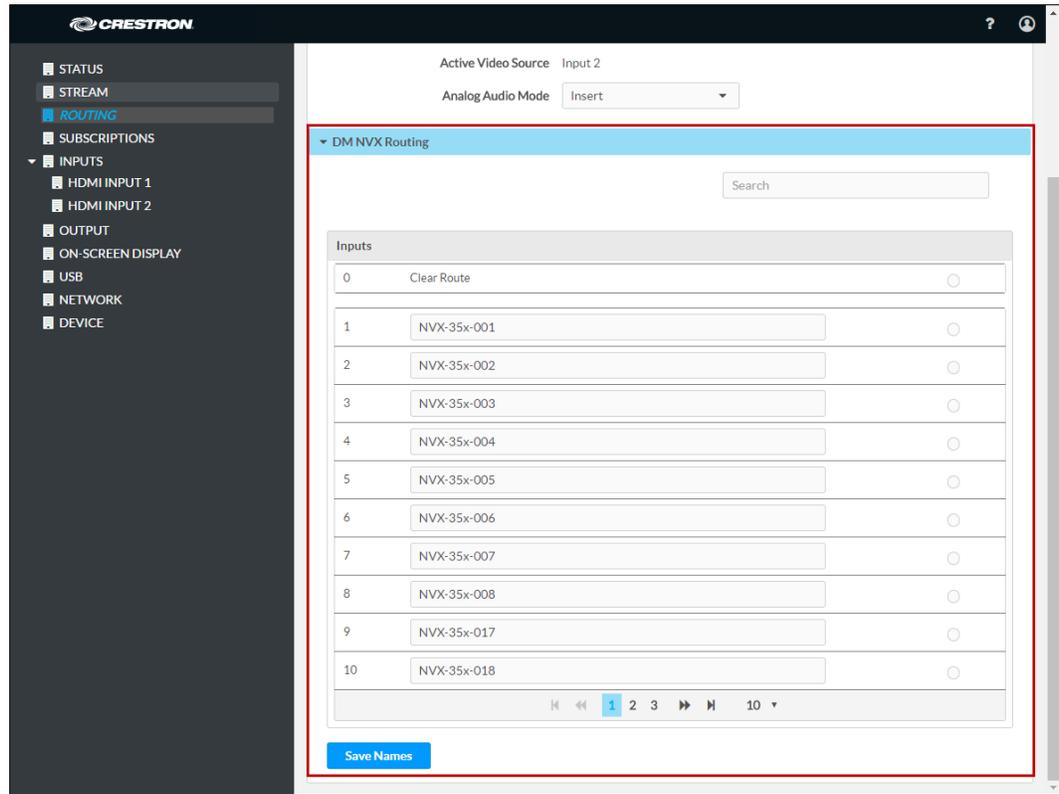 CRESTRON
?
STATUS
STREAM
ROUTING
SUBSCRIPTIONS
INPUTS
HDMI INPUT 1
HDMI INPUT 2
OUTPUT
ON-SCREEN DISPLAY
USB
NETWORK
DEVICE
Active Video Source Input 2
Analog Audio Mode Insert
DM NVX Routing
Search
Inputs
0 Clear Route
1 NVX-35x-001
2 NVX-35x-002
3 NVX-35x-003
4 NVX-35x-004
5 NVX-35x-005
6 NVX-35x-006
7 NVX-35x-007
8 NVX-35x-008
9 NVX-35x-017
10 NVX-35x-018
1 2 3 10
Save Names